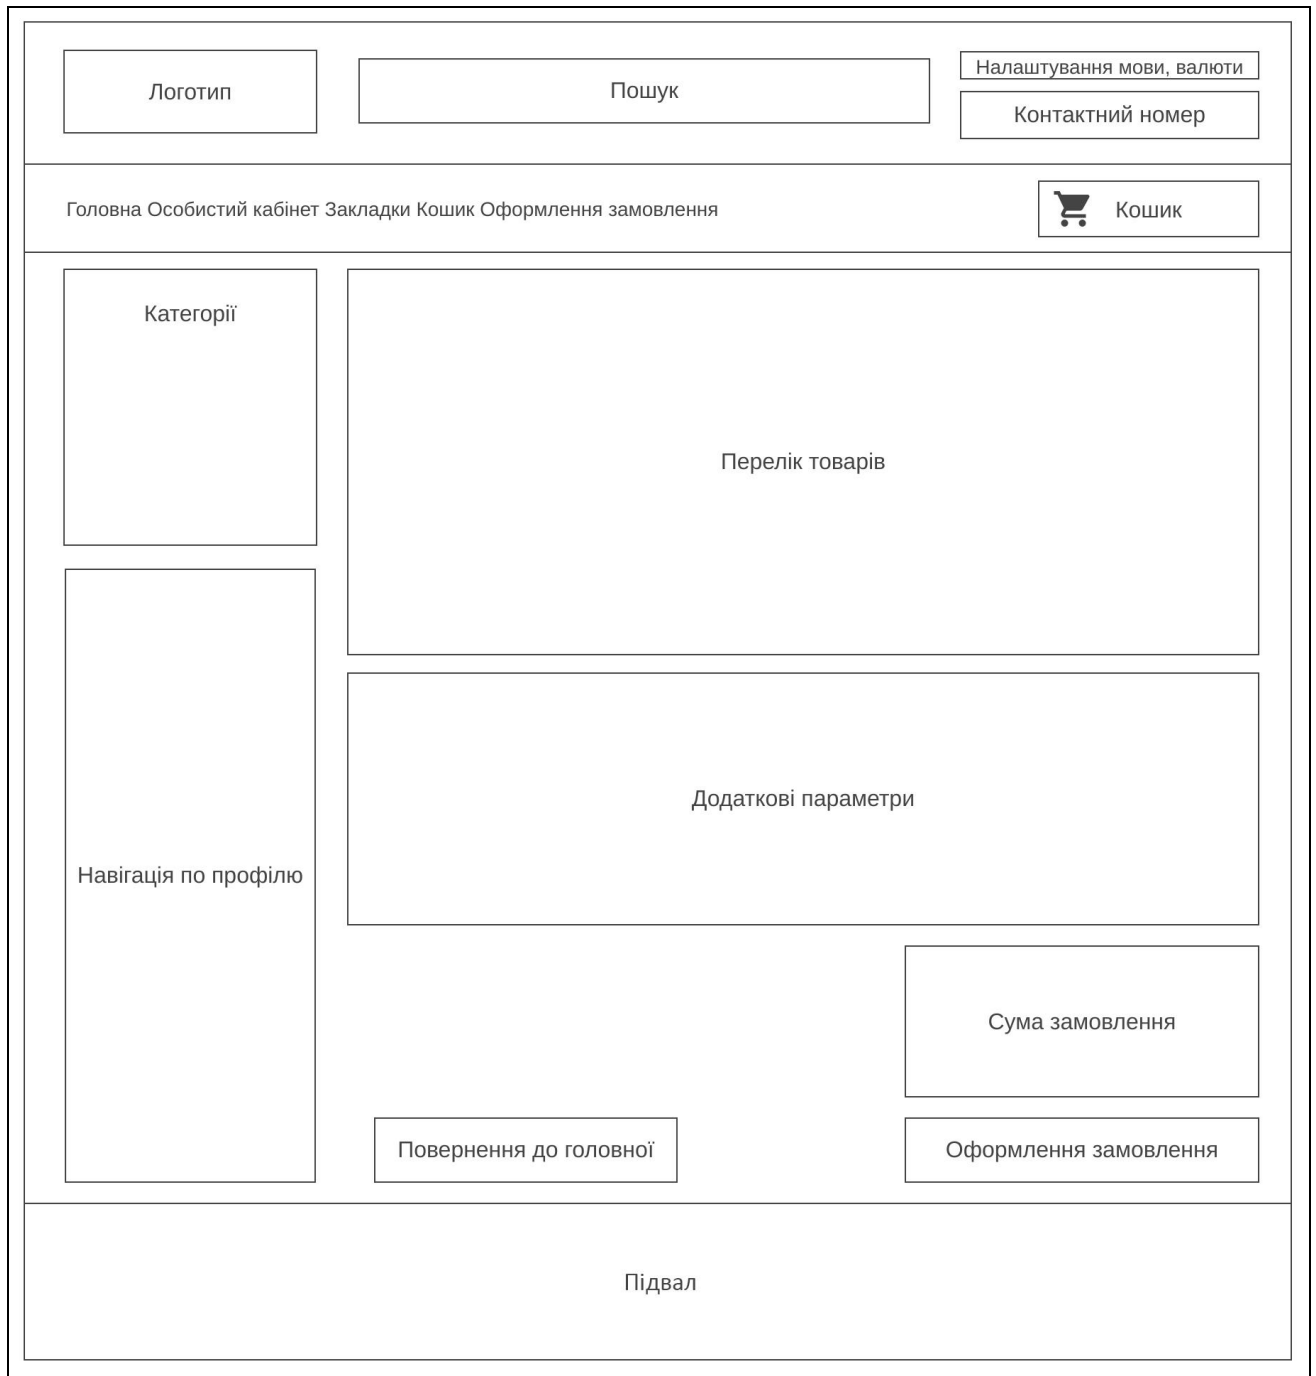 Логотип
Пошук
Налаштування мови, валюти
Контактний номер
Головна Особистий кабінет Закладки Кошик Оформлення замовлення
Кошик
Категорії
Перелік товарів
Навігація по профілю
Додаткові параметри
Сума замовлення
Повернення до головної
Оформлення замовлення
Підвал